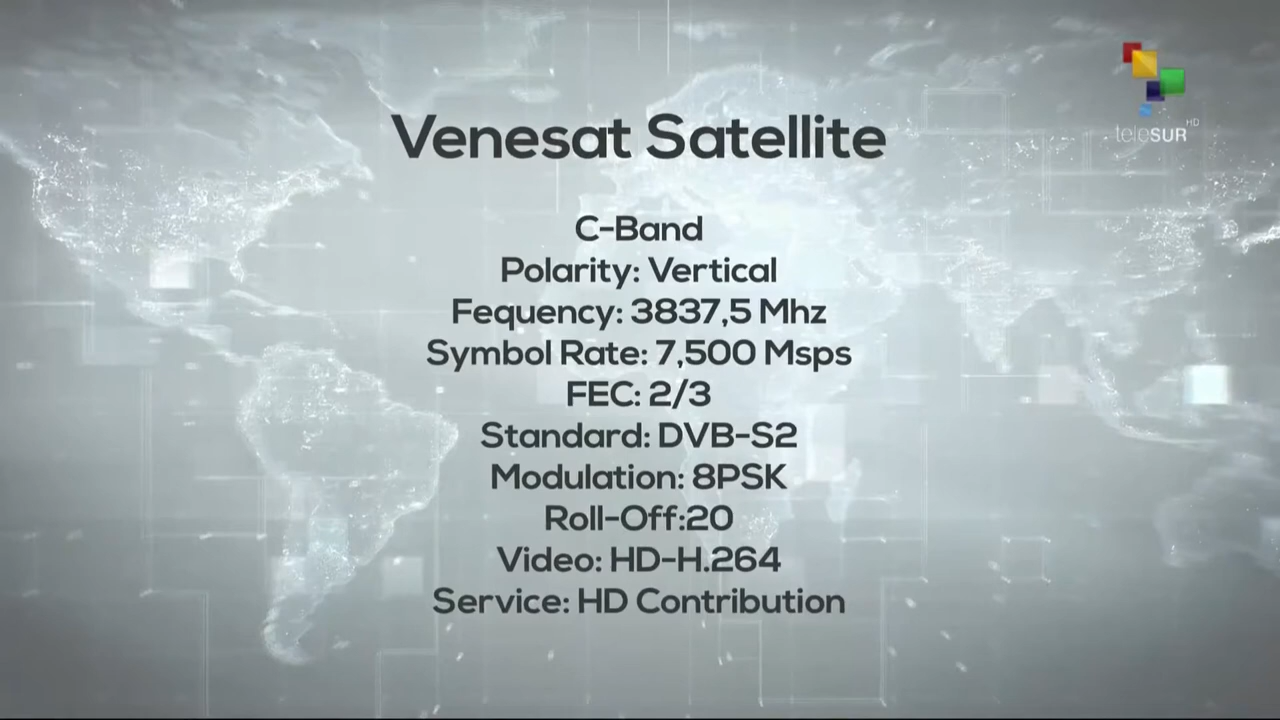 Venesat Satellite
teleSUR HD
C-Band
Polarity: Vertical
Fequency: 3837,5 Mhz
Symbol Rate: 7,500 Msps
FEC: 2/3
Standard: DVB-S2
Modulation: 8PSK
Roll-Off:20
Video: HD-H.264
Service: HD Contribution